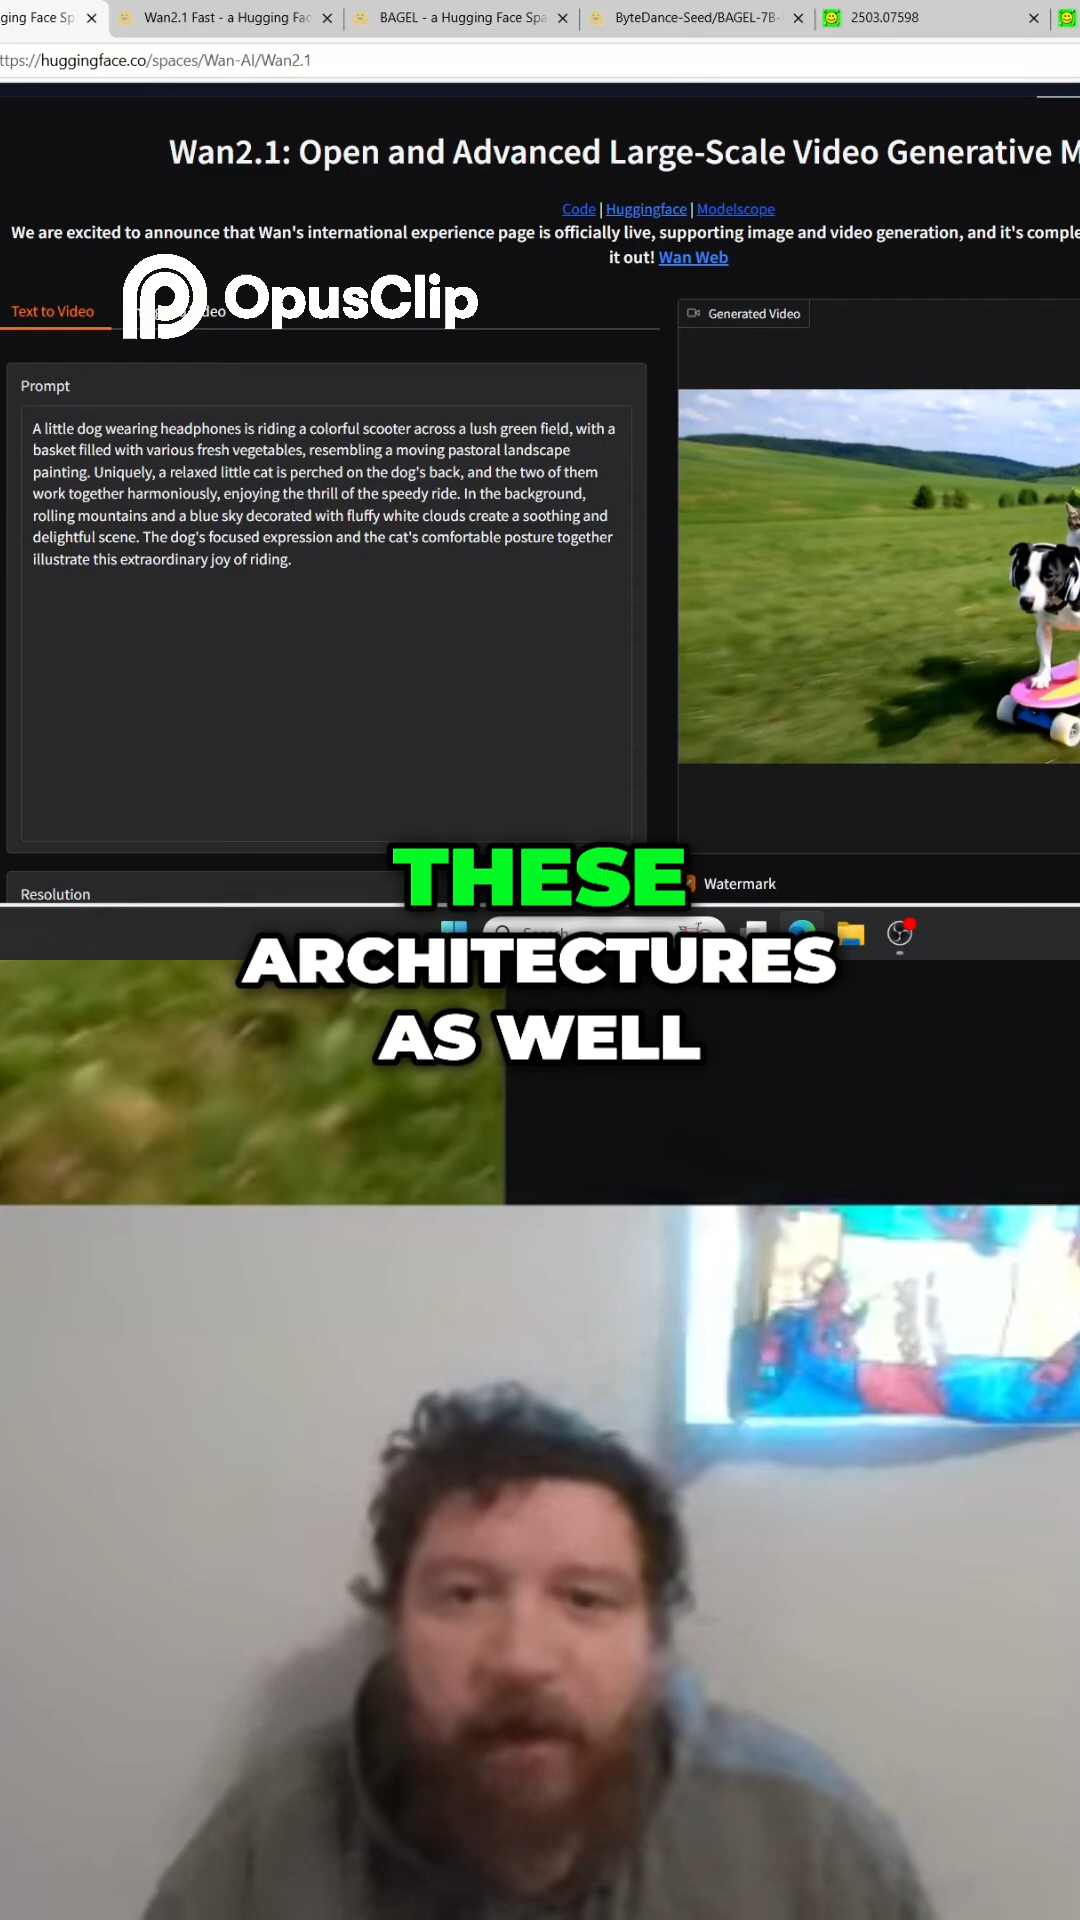 ging Face Sp
Wan2.1 Fast - a Hugging Fac
BAGEL - a Hugging Face Spa
ByteDance-Seed/BAGEL-7B-
2503.07598
ttps://huggingface.co/spaces/Wan-AI/Wan2.1
Wan2.1: Open and Advanced Large-Scale Video Generative M
Code | Huggingface | Modelscope
We are excited to announce that Wan's international experience page is officially live, supporting image and video generation, and it's comple
it out! Wan Web
Text to Video
OpusClip
Generated Video
Prompt
A little dog wearing headphones is riding a colorful scooter across a lush green field, with a
basket filled with various fresh vegetables, resembling a moving pastoral landscape
painting. Uniquely, a relaxed little cat is perched on the dog's back, and the two of them
work together harmoniously, enjoying the thrill of the speedy ride. In the background,
rolling mountains and a blue sky decorated with fluffy white clouds create a soothing and
delightful scene. The dog's focused expression and the cat's comfortable posture together
illustrate this extraordinary joy of riding.
Resolution
Watermark
THESE
ARCHITECTURES
AS WELL